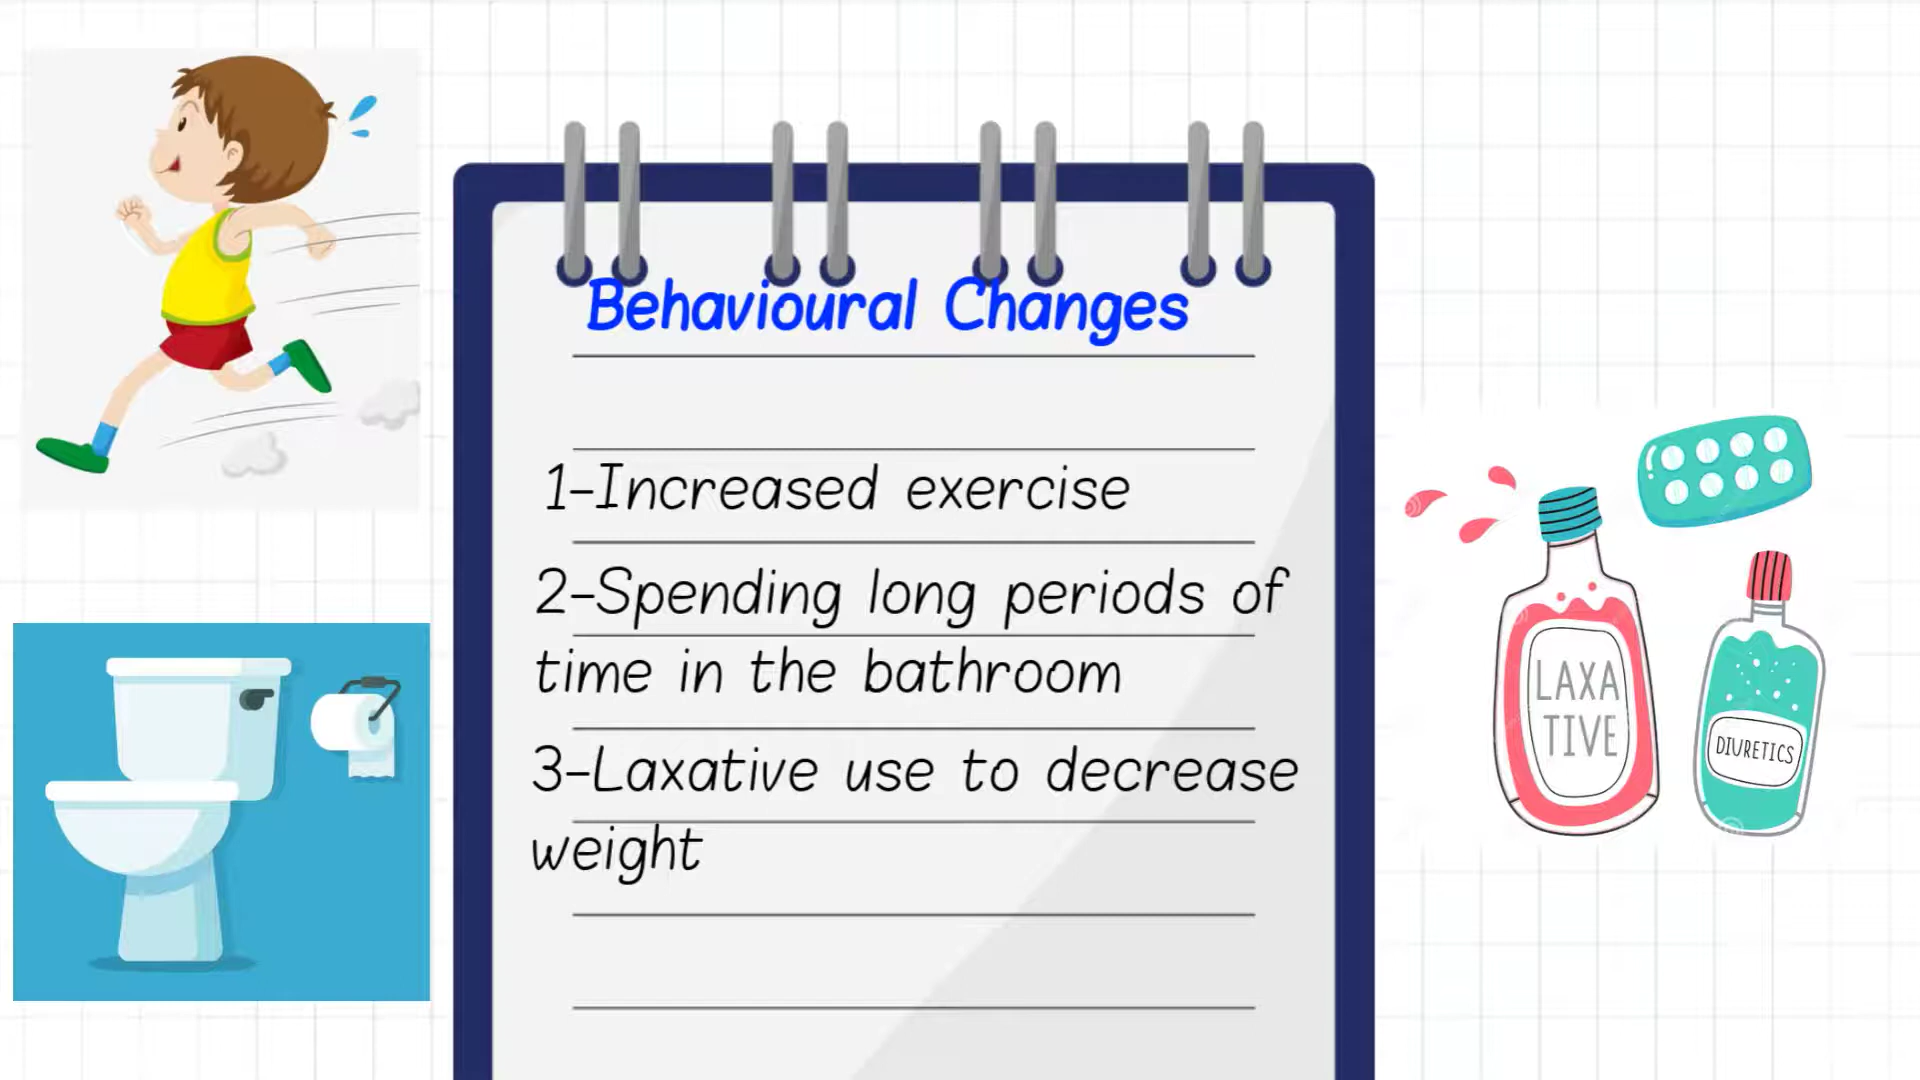 Behavioural Changes
1-Increased exercise
2-Spending long periods of
time in the bathroom
3-Laxative use to decrease
weight
LAXA
TIVE
DIURETICS